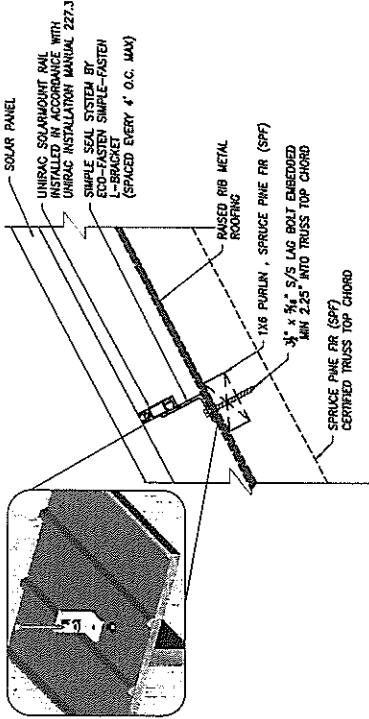 SOLAR PANEL
UNIRAC SOLARMOUNT RAIL
INSTALLED IN ACCORDANCE WITH
UNIRAC INSTALLATION MANUAL 227.3
SIMPLE SEAL SYSTEM BY
ECO-FASTEN SIMPLE-FASTEN
L-BRACKET
(SPACED EVERY 4' O.C. MAX)
RAISED RIB METAL
ROOFING
1X6 PURLIN , SPRUCE PINE FIR (SPF)
3½" x 5/16" S/S LAG BOLT EMBEDDED
MIN 2.25" INTO TRUSS TOP CHORD
SPRUCE PINE FIR (SPF)
CERTIFIED TRUSS TOP CHORD